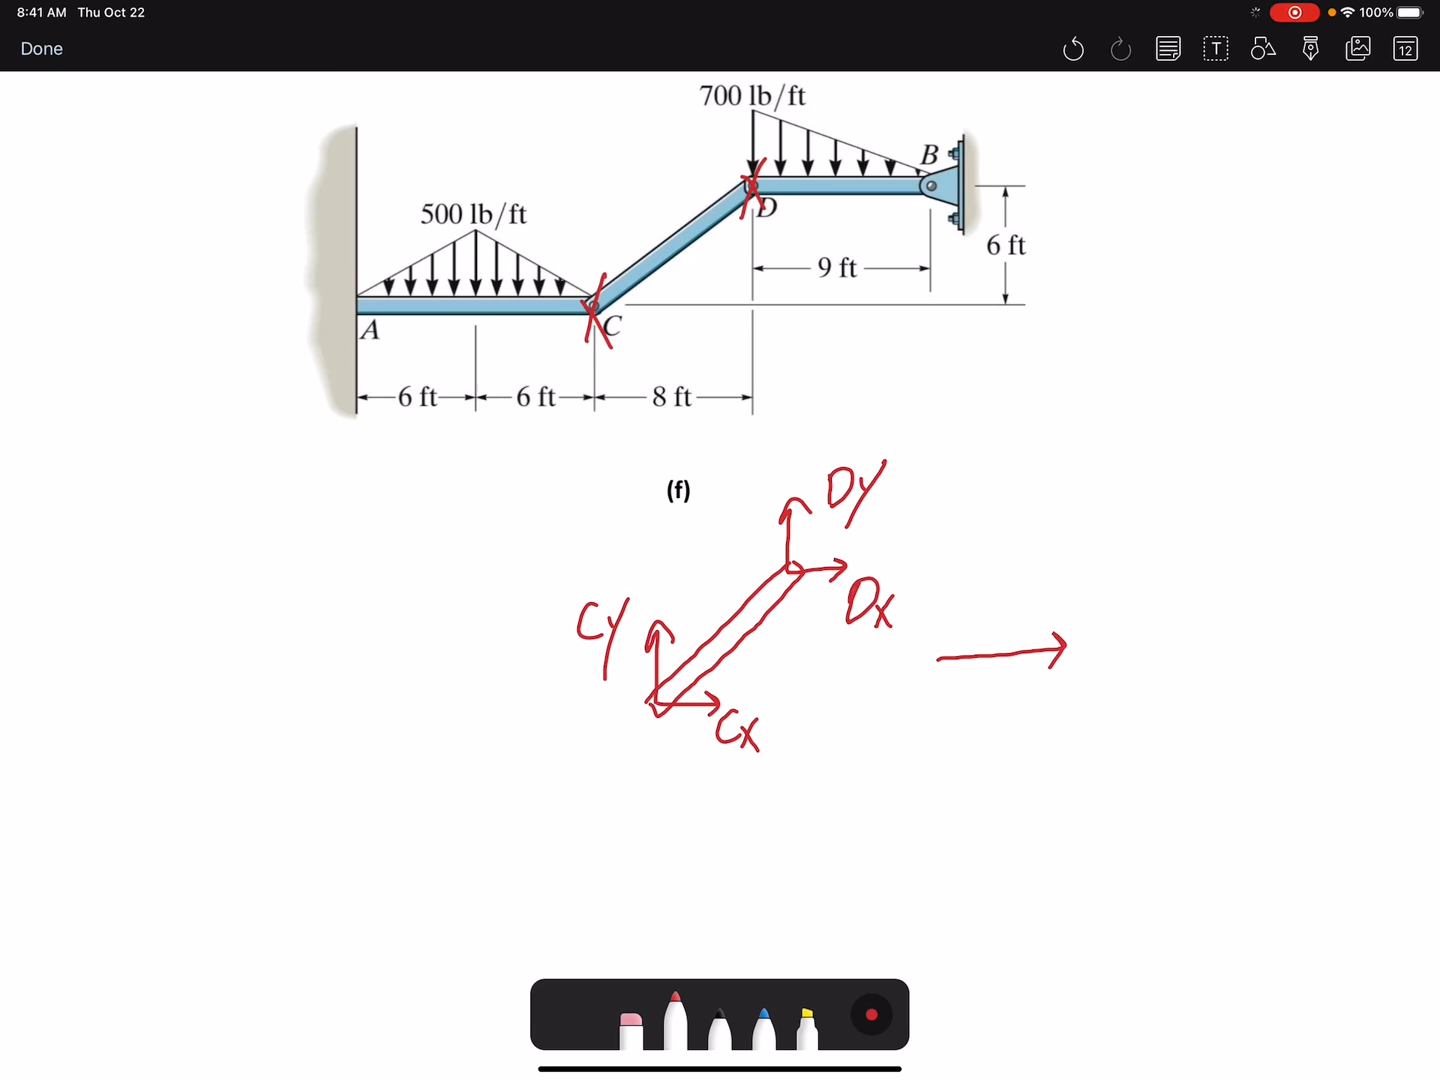 8:41 AM Thu Oct 22
100%
Done
T
12
700 lb/ft
B
D
500 lb/ft
6 ft
9 ft
A
C
6 ft
6 ft
8 ft
(f)
Dy
Dx
Cy
Cx